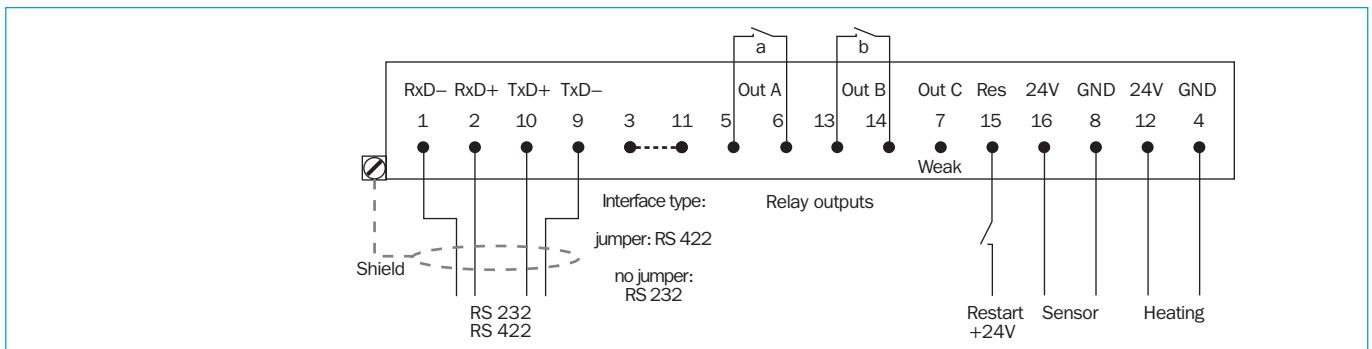 a b
RxD– RxD+ TxD+ TxD– Out A Out B Out C Res 24V GND 24V GND
1 2 10 9 3 11 5 6 13 14 7 15 16 8 12 4
Weak
Interface type: Relay outputs
jumper: RS 422
Shield
no jumper:
RS 232
RS 232
RS 422
Restart Sensor Heating
+24V